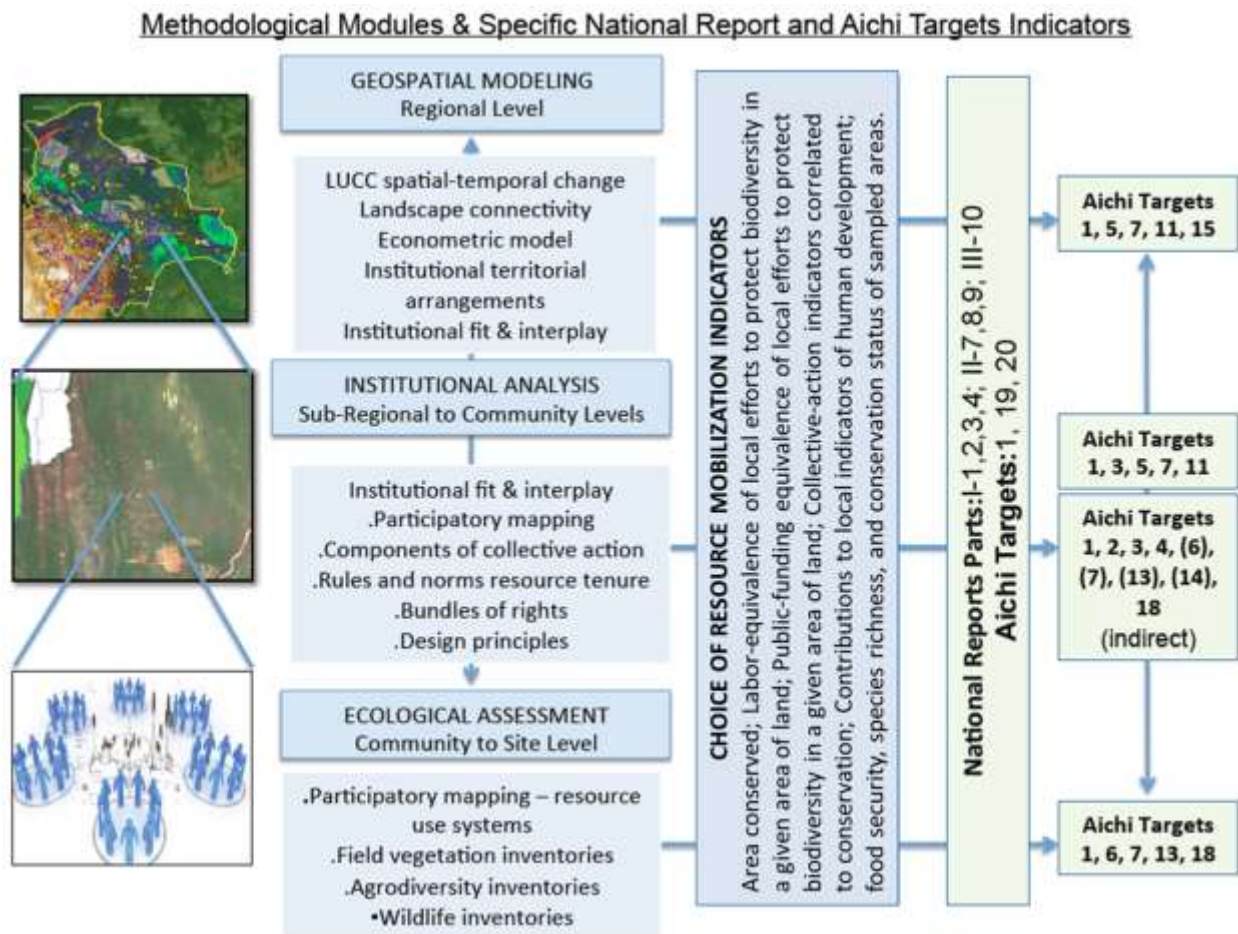 Methodological Modules & Specific National Report and Aichi Targets Indicators
GEOSPATIAL MODELING
Regional Level
LUCC spatial-temporal change
Landscape connectivity
Econometric model
Institutional territorial
arrangements
Institutional fit & interplay
INSTITUTIONAL ANALYSIS
Sub-Regional to Community Levels
Institutional fit & interplay
.Participatory mapping
.Components of collective action
.Rules and norms resource tenure
.Bundles of rights
.Design principles
ECOLOGICAL ASSESSMENT
Community to Site Level
.Participatory mapping – resource
use systems
.Field vegetation inventories
.Agrodiversity inventories
•Wildlife inventories
CHOICE OF RESOURCE MOBILIZATION INDICATORS
Area conserved; Labor-equivalence of local efforts to protect biodiversity in
a given area of land; Public-funding equivalence of local efforts to protect
biodiversity in a given area of land; Collective-action indicators correlated
to conservation; Contributions to local indicators of human development;
food security, species richness, and conservation status of sampled areas.
National Reports Parts:I-1,2,3,4; II-7,8,9; III-10
Aichi Targets:1, 19, 20
Aichi Targets
1, 5, 7, 11, 15
Aichi Targets
1, 3, 5, 7, 11
Aichi Targets
1, 2, 3, 4, (6),
(7), (13), (14),
18
(indirect)
Aichi Targets
1, 6, 7, 13, 18